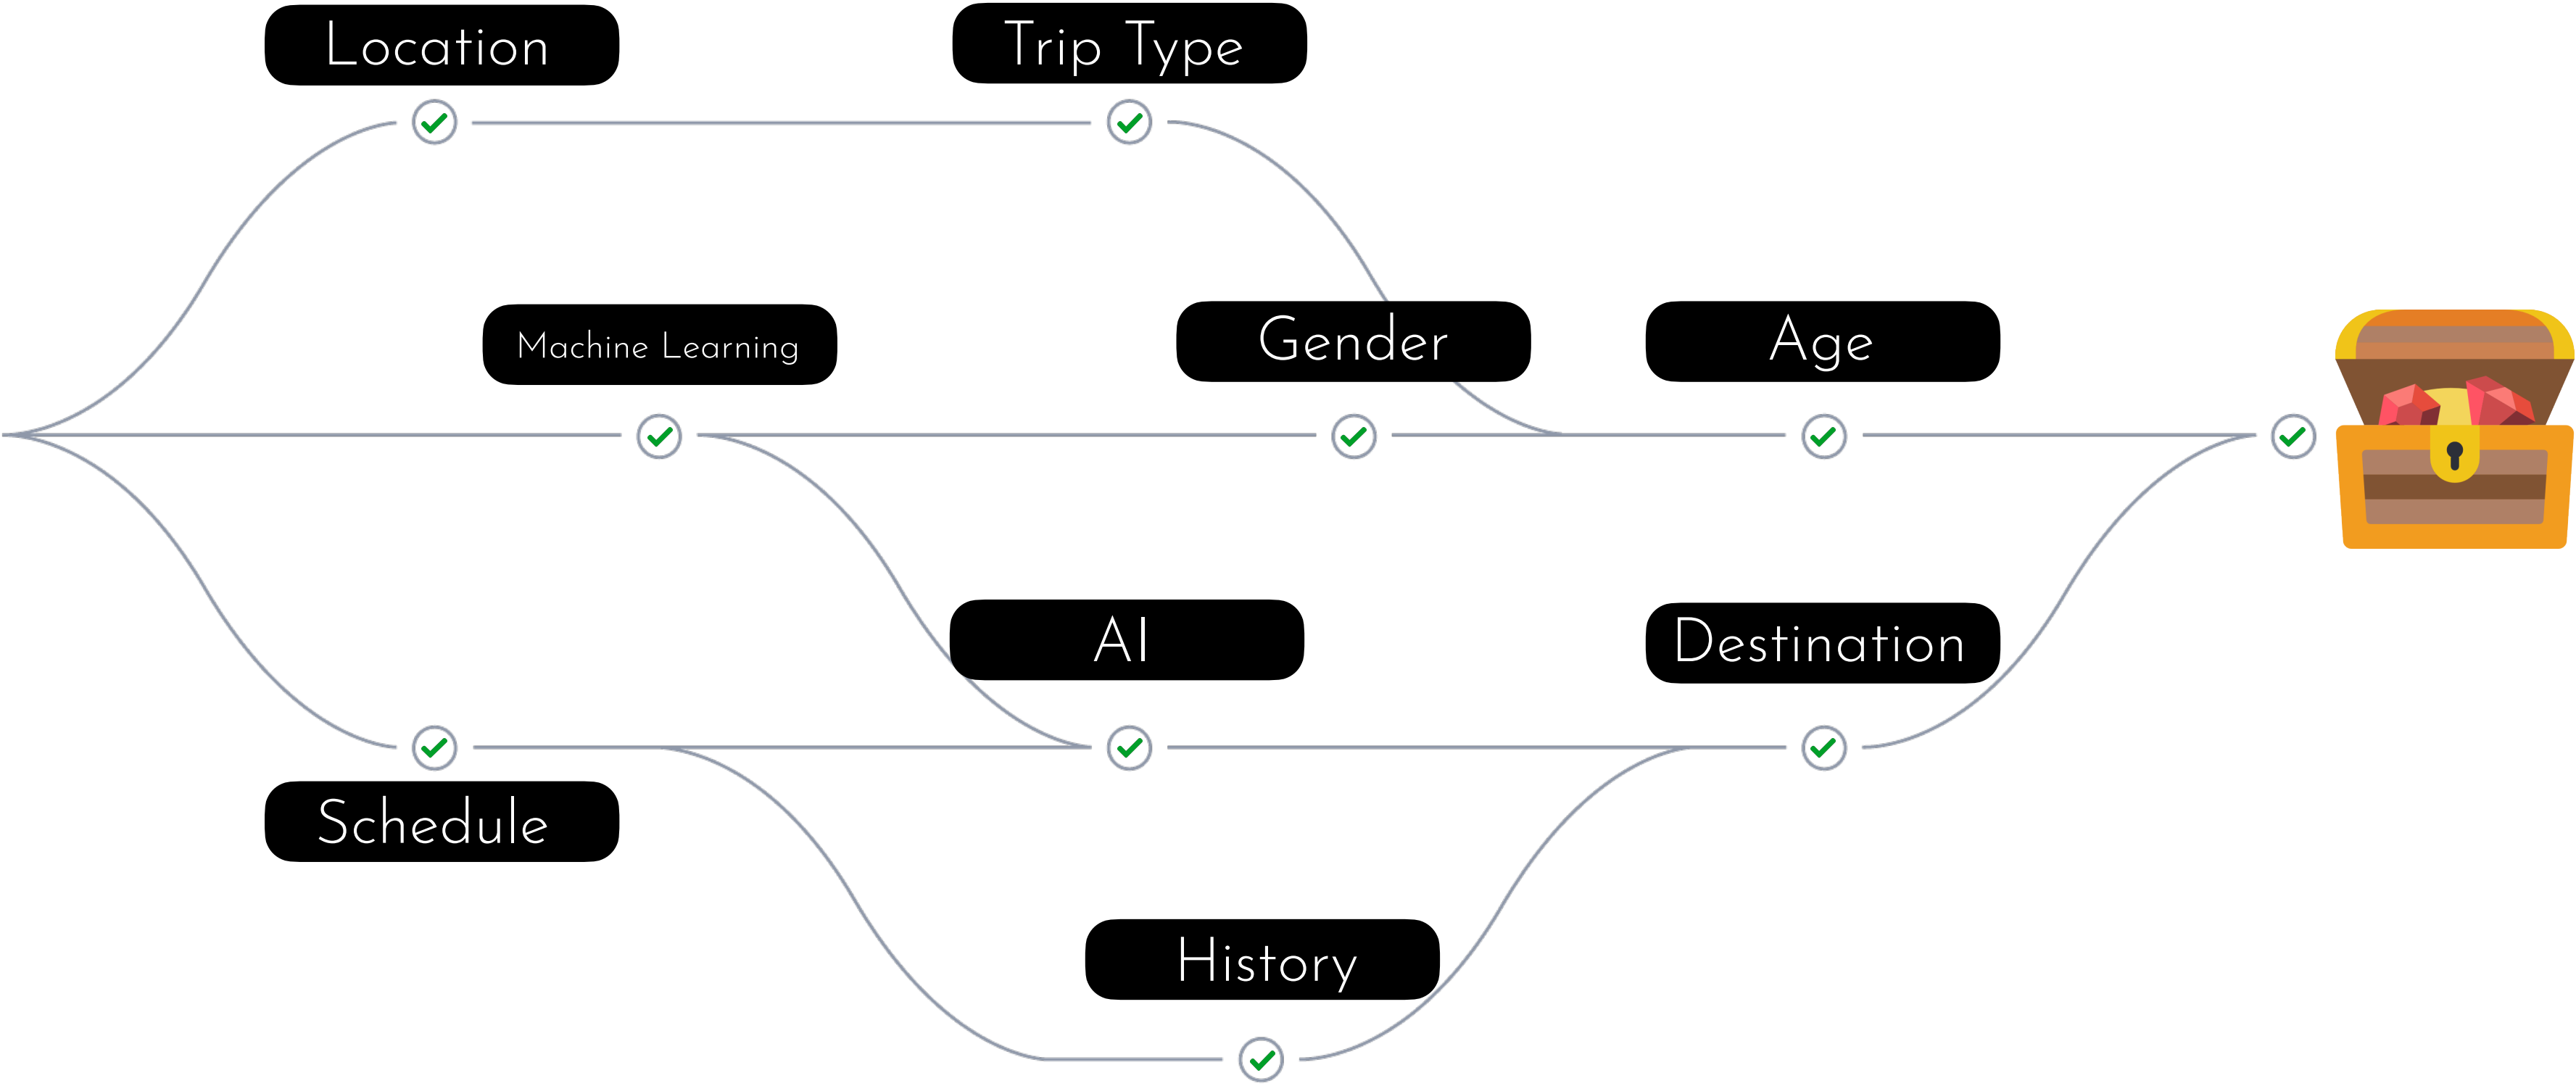 Location
Trip Type
Machine Learning
Gender
Age
AI
Destination
Schedule
History